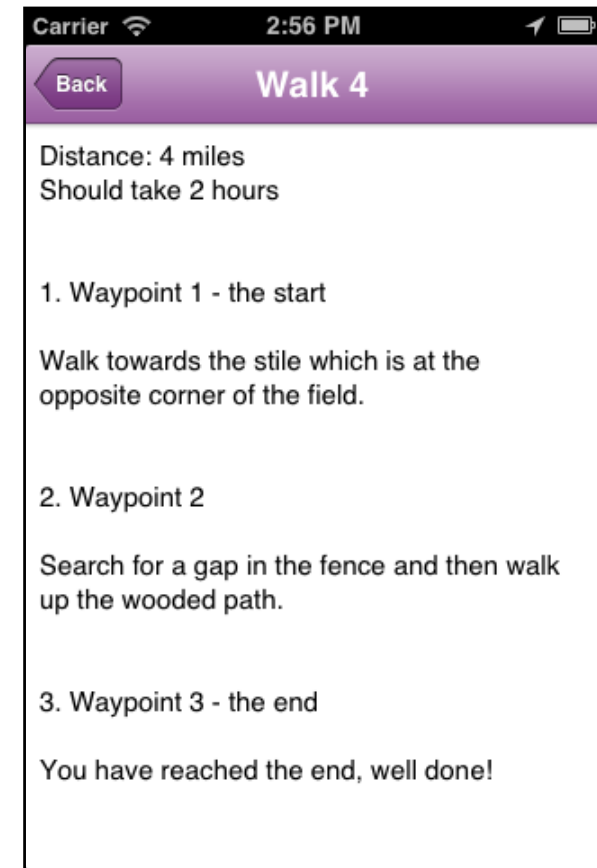 Carrier 2:56 PM
Back Walk 4
Distance: 4 miles
Should take 2 hours
1. Waypoint 1 - the start
Walk towards the stile which is at the
opposite corner of the field.
2. Waypoint 2
Search for a gap in the fence and then walk
up the wooded path.
3. Waypoint 3 - the end
You have reached the end, well done!